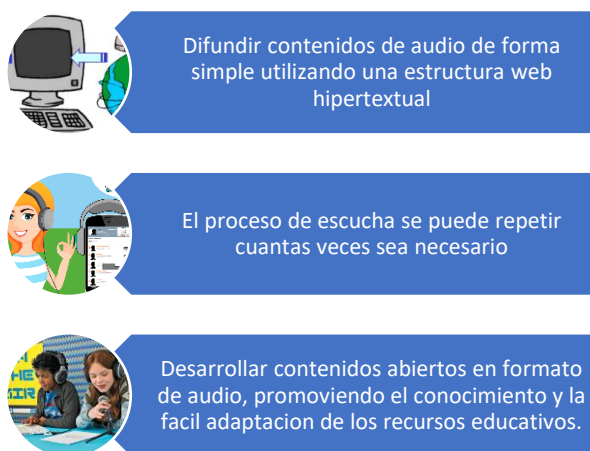 Difundir contenidos de audio de forma
simple utilizando una estructura web
hipertextual
El proceso de escucha se puede repetir
cuantas veces sea necesario
HE
Desarrollar contenidos abiertos en formato
de audio, promoviendo el conocimiento y la
facil adaptacion de los recursos educativos.